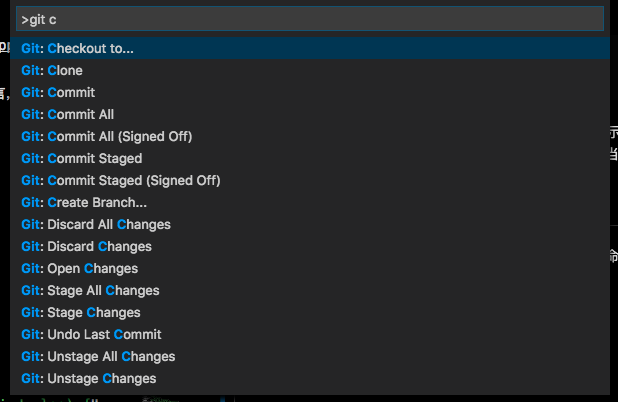 >git c
Git: Checkout to...
Git: Clone
Git: Commit
Git: Commit All
Git: Commit All (Signed Off)
Git: Commit Staged
Git: Commit Staged (Signed Off)
Git: Create Branch...
Git: Discard All Changes
Git: Discard Changes
Git: Open Changes
Git: Stage All Changes
Git: Stage Changes
Git: Undo Last Commit
Git: Unstage All Changes
Git: Unstage Changes